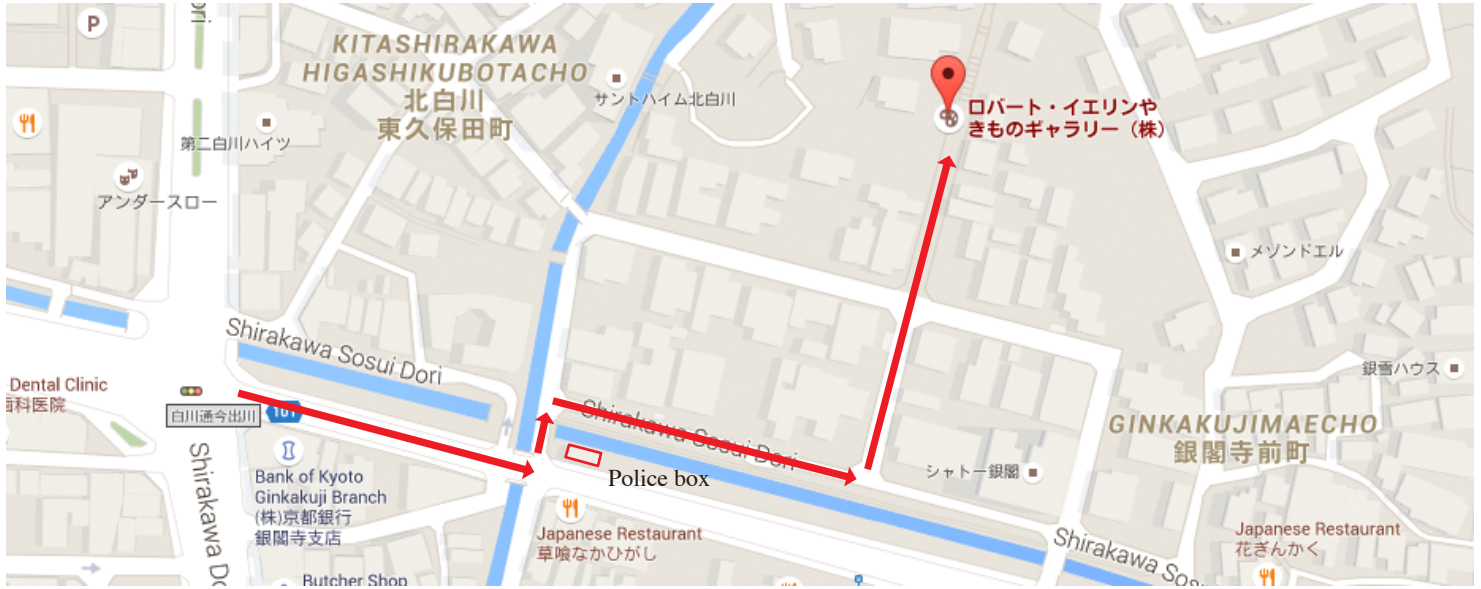 ri.
P
KITASHIRAKAWA
HIGASHIKUBOTACHO
北白川
東久保田町
サントハイム北白川
ロバート・イエリンや
きものギャラリー（株）
第二白川ハイツ
アンダースロー
メゾンドエル
Shirakawa Sosui Dori
Dental Clinic
歯科医院
白川通今出川
101
銀雪ハウス
GINKAKUJIMAECHO
銀閣寺前町
Shirakawa Sosui Dori
シャトー銀閣
Police box
Shirakawa Do
Bank of Kyoto
Ginkakuji Branch
(株)京都銀行
銀閣寺支店
Japanese Restaurant
草喰なかひがし
Japanese Restaurant
花ぎんかく
Shirakawa Sosu
Butcher Shop